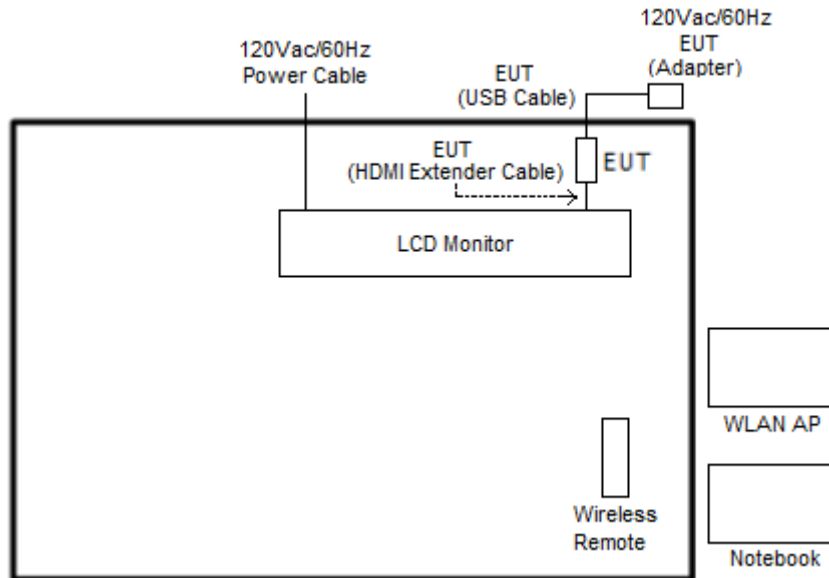 120Vac/60Hz
Power Cable
120Vac/60Hz
EUT
(Adapter)
EUT
(USB Cable)
EUT
(HDMI Extender Cable)
EUT
LCD Monitor
WLAN AP
Wireless
Remote
Notebook